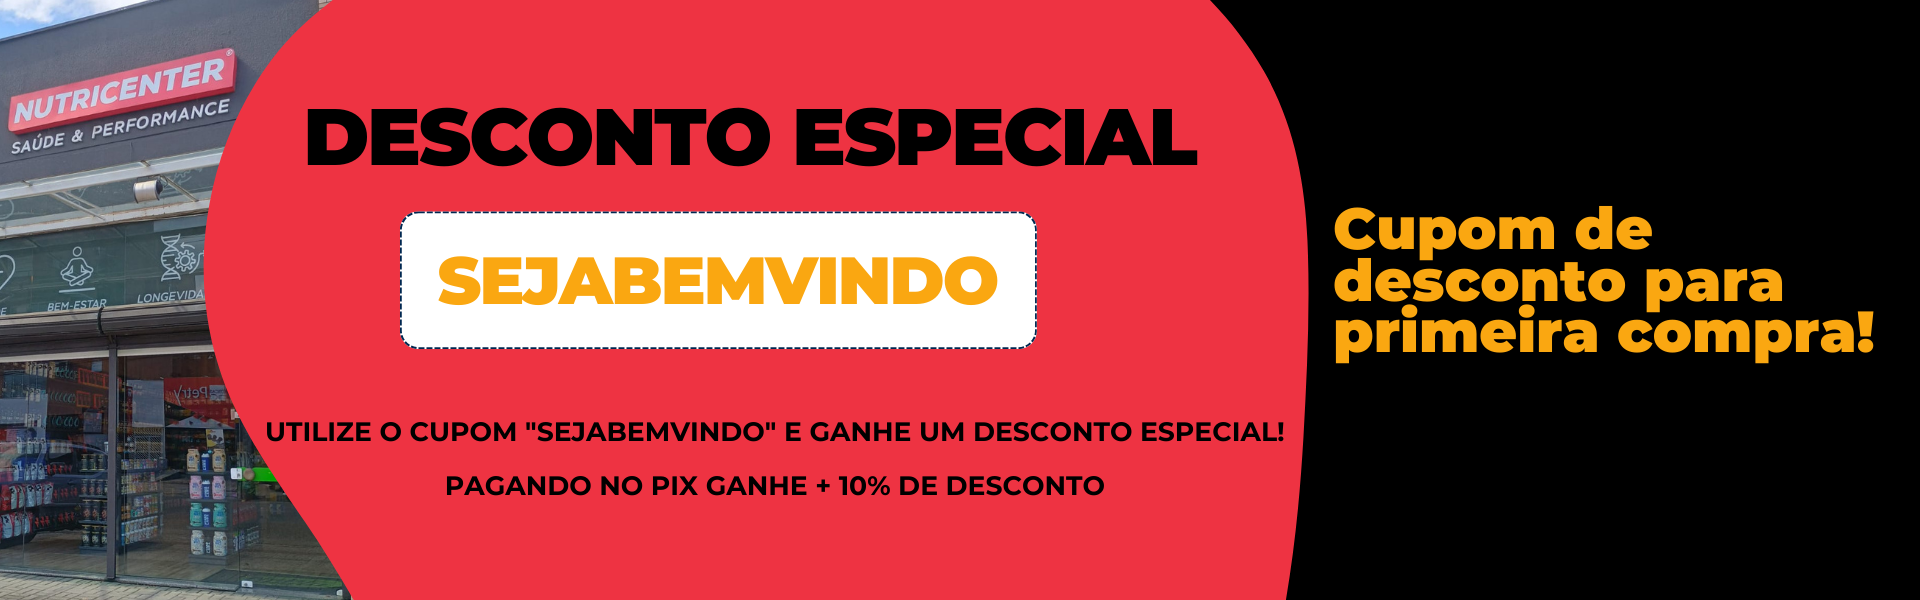 NUTRICENTER®
SAÚDE & PERFORMANCE
BEM-ESTAR
DESCONTO ESPECIAL
SEJABEMVINDO
UTILIZE O CUPOM "SEJABEMVINDO" E GANHE UM DESCONTO ESPECIAL!
PAGANDO NO PIX GANHE + 10% DE DESCONTO
Cupom de
desconto para
primeira compra!